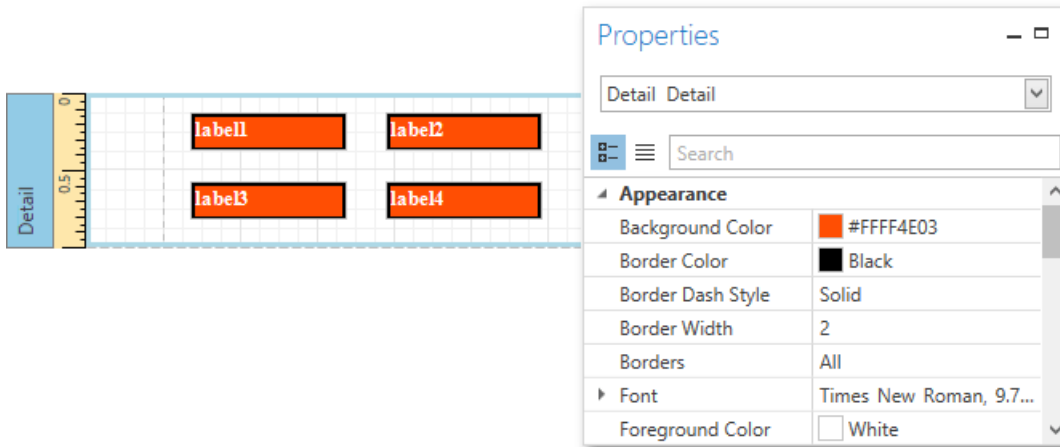 Properties
Detail Detail
Search
Appearance
Background Color #FFFF4E03
Border Color Black
Border Dash Style Solid
Border Width 2
Borders All
Font Times New Roman, 9.7...
Foreground Color White
Detail
0
0.5
label1 label2
label3 label4